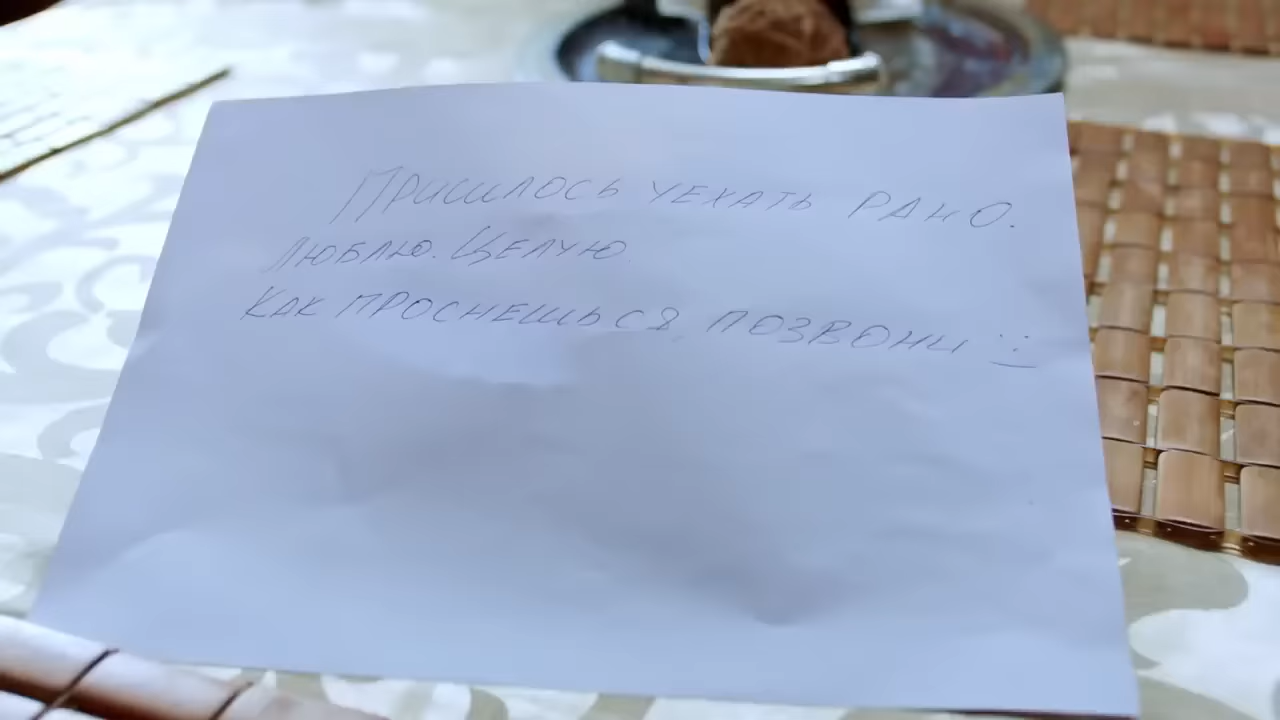 Пришлось уехать рано.
Люблю. Целую
Как проснешься, позвони :)